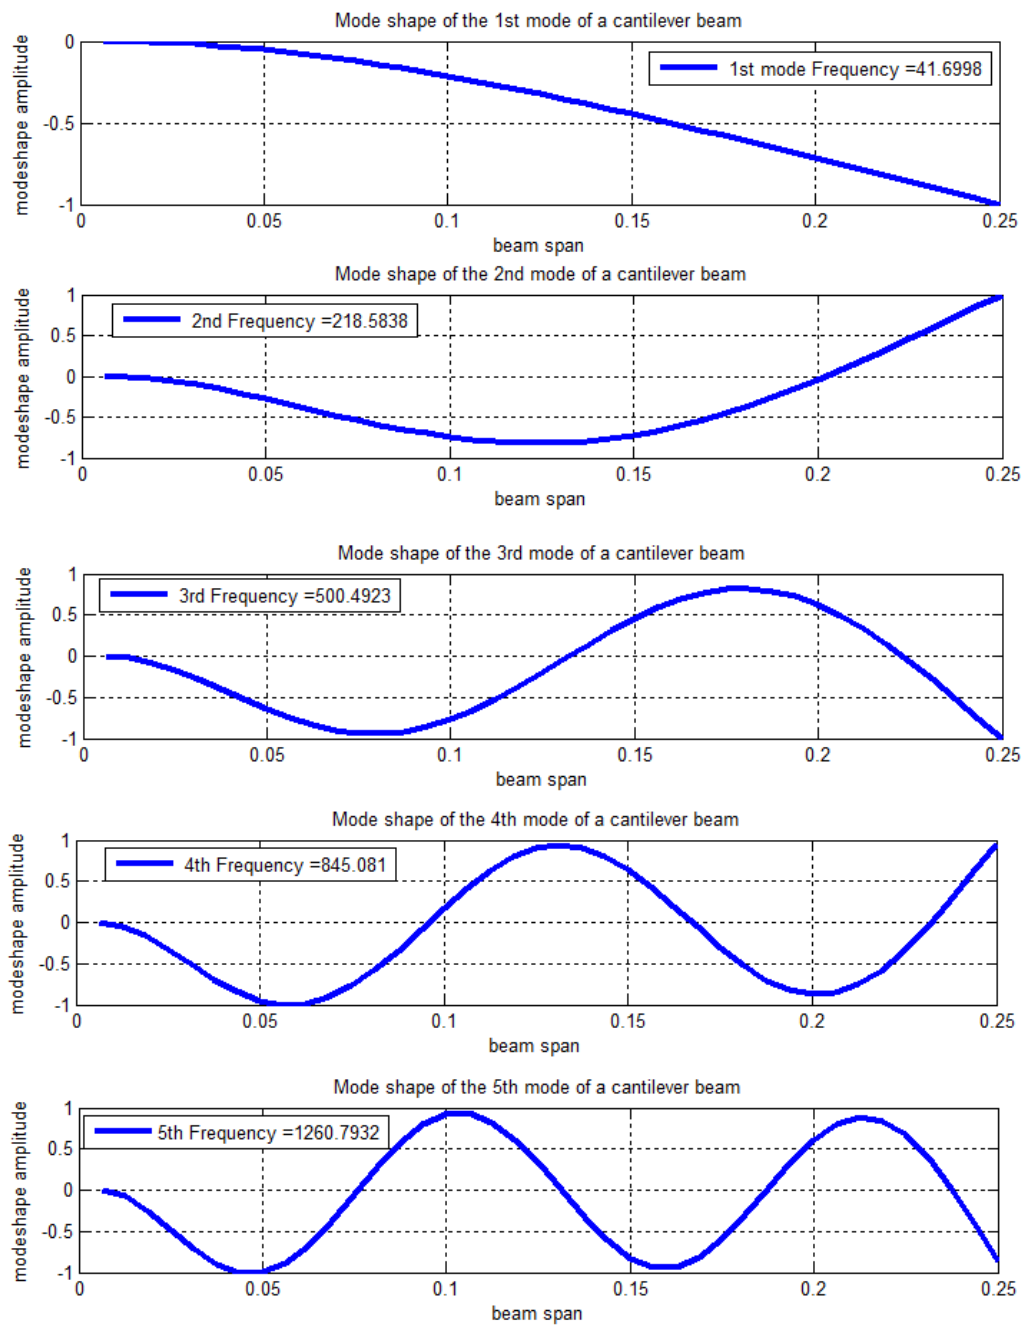 Mode shape of the 1st mode of a cantilever beam
modeshape amplitude
0
-0.5
-1
1st mode Frequency =41.6998
0 0.05 0.1 0.15 0.2 0.25
beam span
Mode shape of the 2nd mode of a cantilever beam
modeshape amplitude
1
0.5
0
-0.5
-1
2nd Frequency =218.5838
0 0.05 0.1 0.15 0.2 0.25
beam span
Mode shape of the 3rd mode of a cantilever beam
modeshape amplitude
1
0.5
0
-0.5
-1
3rd Frequency =500.4923
0 0.05 0.1 0.15 0.2 0.25
beam span
Mode shape of the 4th mode of a cantilever beam
modeshape amplitude
1
0.5
0
-0.5
-1
4th Frequency =845.081
0 0.05 0.1 0.15 0.2 0.25
beam span
Mode shape of the 5th mode of a cantilever beam
modeshape amplitude
1
0.5
0
-0.5
-1
5th Frequency =1260.7932
0 0.05 0.1 0.15 0.2 0.25
beam span